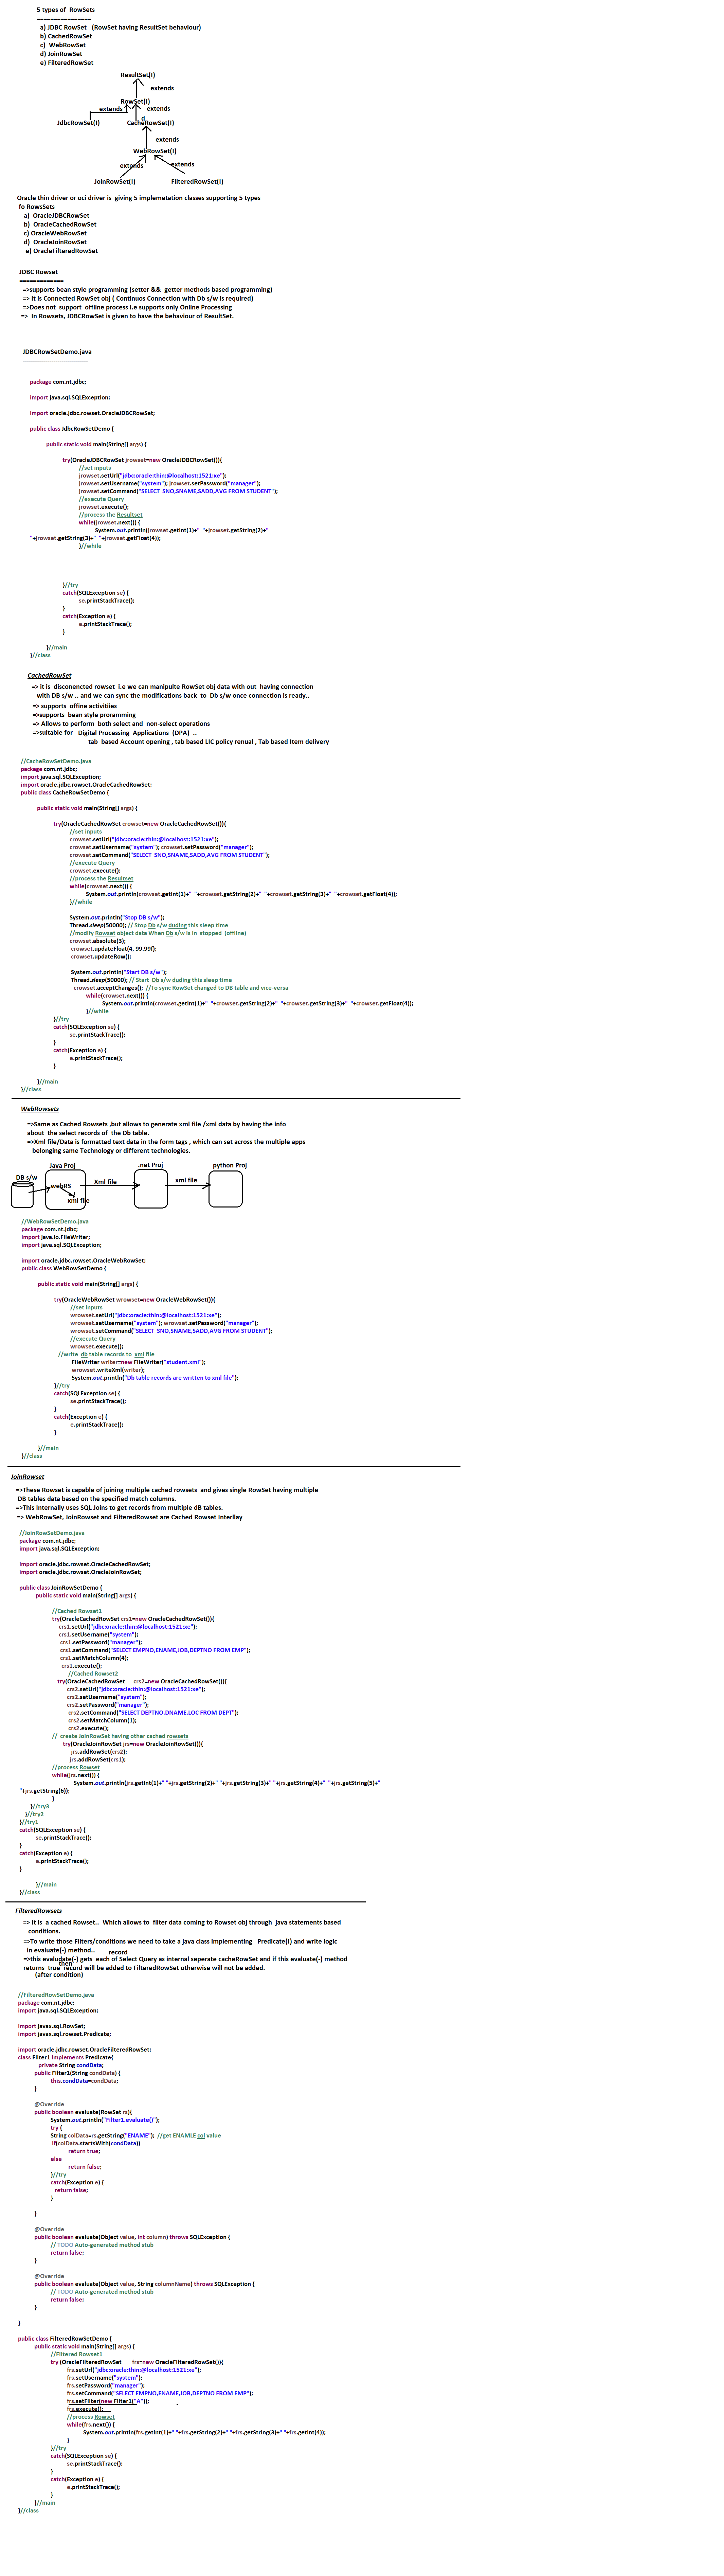 5 types of  RowSets
================
a) JDBC RowSet   (RowSet having ResultSet behaviour)
b) CachedRowSet
c)  WebRowSet
d) JoinRowSet
e) FilteredRowSet
ResultSet(I)
extends
RowSet(I)
extends
extends
d
JdbcRowSet(I)
CacheRowSet(I)
extends
WebRowSet(I)
extends
extends
JoinRowSet(I)
FilteredRowSet(I)
Oracle thin driver or oci driver is  giving 5 implemetation classes supporting 5 types
fo RowsSets
a)  OracleJDBCRowSet
b)  OracleCachedRowSet
c) OracleWebRowSet
d)  OracleJoinRowSet
e) OracleFilteredRowSet
JDBC Rowset
=============
=>supports bean style programming (setter &&  getter methods based programming)
=> It is Connected RowSet obj ( Continuos Connection with Db s/w is required)
=>Does not  support  offline process i.e supports only Online Processing
=>  In Rowsets, JDBCRowSet is given to have the behaviour of ResultSet.
JDBCRowSetDemo.java
--------------------------------
package com.nt.jdbc;
import java.sql.SQLException;
import oracle.jdbc.rowset.OracleJDBCRowSet;
public class JdbcRowSetDemo {
public static void main(String[] args) {
try(OracleJDBCRowSet jrowset=new OracleJDBCRowSet()){
//set inputs
jrowset.setUrl("jdbc:oracle:thin:@localhost:1521:xe");
jrowset.setUsername("system"); jrowset.setPassword("manager");
jrowset.setCommand("SELECT  SNO,SNAME,SADD,AVG FROM STUDENT");
//execute Query
jrowset.execute();
//process the Resultset
while(jrowset.next()) {
System.out.println(jrowset.getInt(1)+"  "+jrowset.getString(2)+"
"+jrowset.getString(3)+"  "+jrowset.getFloat(4));
}//while
}//try
catch(SQLException se) {
se.printStackTrace();
}
catch(Exception e) {
e.printStackTrace();
}
}//main
}//class
CachedRowSet
=> it is  disconencted rowset  i.e we can manipulte RowSet obj data with out  having connection
with DB s/w .. and we can sync the modifications back  to  Db s/w once connection is ready..
=> supports  offine activitiies
=>supports  bean style proramming
=> Allows to perform  both select and  non-select operations
=>suitable for   Digital Processing  Applications  (DPA)  ..
tab  based Account opening , tab based LIC policy renual , Tab based Item delivery
//CacheRowSetDemo.java
package com.nt.jdbc;
import java.sql.SQLException;
import oracle.jdbc.rowset.OracleCachedRowSet;
public class CacheRowSetDemo {
public static void main(String[] args) {
try(OracleCachedRowSet crowset=new OracleCachedRowSet()){
//set inputs
crowset.setUrl("jdbc:oracle:thin:@localhost:1521:xe");
crowset.setUsername("system"); crowset.setPassword("manager");
crowset.setCommand("SELECT  SNO,SNAME,SADD,AVG FROM STUDENT");
//execute Query
crowset.execute();
//process the Resultset
while(crowset.next()) {
System.out.println(crowset.getInt(1)+"  "+crowset.getString(2)+"  "+crowset.getString(3)+"  "+crowset.getFloat(4));
}//while
System.out.println("Stop DB s/w");
Thread.sleep(50000); // Stop Db s/w duding this sleep time
//modify Rowset object data When Db s/w is in  stopped  (offline)
crowset.absolute(3);
crowset.updateFloat(4, 99.99f);
crowset.updateRow();
System.out.println("Start DB s/w");
Thread.sleep(50000); // Start  Db s/w duding this sleep time
crowset.acceptChanges();  //To sync RowSet changed to DB table and vice-versa
while(crowset.next()) {
System.out.println(crowset.getInt(1)+"  "+crowset.getString(2)+"  "+crowset.getString(3)+"  "+crowset.getFloat(4));
}//while
}//try
catch(SQLException se) {
se.printStackTrace();
}
catch(Exception e) {
e.printStackTrace();
}
}//main
}//class
WebRowsets
=>Same as Cached Rowsets ,but allows to generate xml file /xml data by having the info
about  the select records of  the Db table.
=>Xml file/Data is formatted text data in the form tags , which can set across the multiple apps
belonging same Technology or different technologies.
Java Proj
.net Proj
python Proj
DB s/w
webRS
Xml file
xml file
xml file
//WebRowSetDemo.java
package com.nt.jdbc;
import java.io.FileWriter;
import java.sql.SQLException;
import oracle.jdbc.rowset.OracleWebRowSet;
public class WebRowSetDemo {
public static void main(String[] args) {
try(OracleWebRowSet wrowset=new OracleWebRowSet()){
//set inputs
wrowset.setUrl("jdbc:oracle:thin:@localhost:1521:xe");
wrowset.setUsername("system"); wrowset.setPassword("manager");
wrowset.setCommand("SELECT  SNO,SNAME,SADD,AVG FROM STUDENT");
//execute Query
wrowset.execute();
//write  db table records to  xml file
FileWriter writer=new FileWriter("student.xml");
wrowset.writeXml(writer);
System.out.println("Db table records are written to xml file");
}//try
catch(SQLException se) {
se.printStackTrace();
}
catch(Exception e) {
e.printStackTrace();
}
}//main
}//class
JoinRowset
=>These Rowset is capable of joining multiple cached rowsets  and gives single RowSet having multiple
DB tables data based on the specified match columns.
=>This Internally uses SQL Joins to get records from multiple dB tables.
=> WebRowSet, JoinRowset and FilteredRowset are Cached Rowset Interllay
//JoinRowSetDemo.java
package com.nt.jdbc;
import java.sql.SQLException;
import oracle.jdbc.rowset.OracleCachedRowSet;
import oracle.jdbc.rowset.OracleJoinRowSet;
public class JoinRowSetDemo {
public static void main(String[] args) {
//Cached Rowset1
try(OracleCachedRowSet crs1=new OracleCachedRowSet()){
crs1.setUrl("jdbc:oracle:thin:@localhost:1521:xe");
crs1.setUsername("system");
crs1.setPassword("manager");
crs1.setCommand("SELECT EMPNO,ENAME,JOB,DEPTNO FROM EMP");
crs1.setMatchColumn(4);
crs1.execute();
//Cached Rowset2
try(OracleCachedRowSet     crs2=new OracleCachedRowSet()){
crs2.setUrl("jdbc:oracle:thin:@localhost:1521:xe");
crs2.setUsername("system");
crs2.setPassword("manager");
crs2.setCommand("SELECT DEPTNO,DNAME,LOC FROM DEPT");
crs2.setMatchColumn(1);
crs2.execute();
//  create JoinRowSet having other cached rowsets
try(OracleJoinRowSet jrs=new OracleJoinRowSet()){
jrs.addRowSet(crs2);
jrs.addRowSet(crs1);
//process Rowset
while(jrs.next()) {
System.out.println(jrs.getInt(1)+" "+jrs.getString(2)+" "+jrs.getString(3)+" "+jrs.getString(4)+"  "+jrs.getString(5)+"
"+jrs.getString(6));
}
}//try3
}//try2
}//try1
catch(SQLException se) {
se.printStackTrace();
}
catch(Exception e) {
e.printStackTrace();
}
}//main
}//class
FilteredRowsets
=> It is  a cached Rowset..  Which allows to  filter data coming to Rowset obj through  java statements based
conditions.
=>To write those Filters/conditions we need to take a java class implementing   Predicate(I) and write logic
in evaluate(-) method..
record
=>this evalduate(-) gets  each of Select Query as internal seperate cacheRowSet and if this evaluate(-) method
then
returns  true  record will be added to FilteredRowSet otherwise will not be added.
(after condition)
//FilteredRowSetDemo.java
package com.nt.jdbc;
import java.sql.SQLException;
import javax.sql.RowSet;
import javax.sql.rowset.Predicate;
import oracle.jdbc.rowset.OracleFilteredRowSet;
class Filter1 implements Predicate{
private String condData;
public Filter1(String condData) {
this.condData=condData;
}
@Override
public boolean evaluate(RowSet rs){
System.out.println("Filter1.evaluate()");
try {
String colData=rs.getString("ENAME");  //get ENAMLE col value
if(colData.startsWith(condData))
return true;
else
return false;
}//try
catch(Exception e) {
return false;
}
}
@Override
public boolean evaluate(Object value, int column) throws SQLException {
// TODO Auto-generated method stub
return false;
}
@Override
public boolean evaluate(Object value, String columnName) throws SQLException {
// TODO Auto-generated method stub
return false;
}
}
public class FilteredRowSetDemo {
public static void main(String[] args) {
//Filtered Rowset1
try (OracleFilteredRowSet      frs=new OracleFilteredRowSet()){
frs.setUrl("jdbc:oracle:thin:@localhost:1521:xe");
frs.setUsername("system");
frs.setPassword("manager");
frs.setCommand("SELECT EMPNO,ENAME,JOB,DEPTNO FROM EMP");
frs.setFilter(new Filter1("A"));
frs.execute();
//process Rowset
while(frs.next()) {
System.out.println(frs.getInt(1)+" "+frs.getString(2)+" "+frs.getString(3)+" "+frs.getInt(4));
}
}//try
catch(SQLException se) {
se.printStackTrace();
}
catch(Exception e) {
e.printStackTrace();
}
}//main
}//class